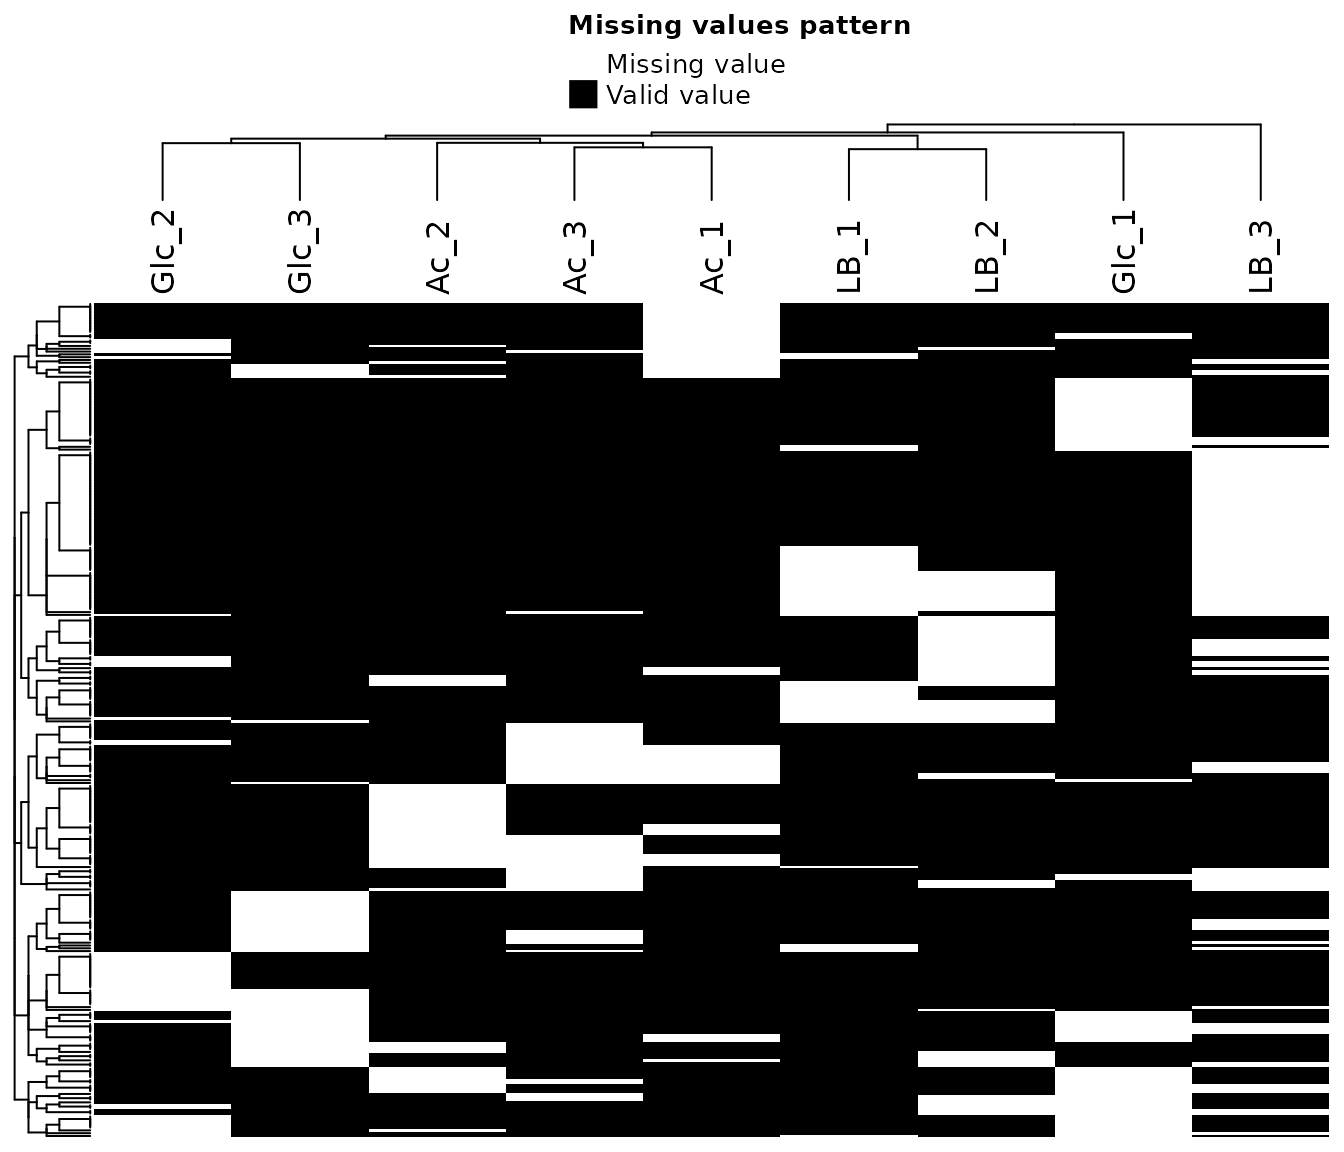 Missing values pattern
Missing value
Valid value
Glc_2
Glc_3
Ac_2
Ac_3
Ac_1
LB_1
LB_2
Glc_1
LB_3